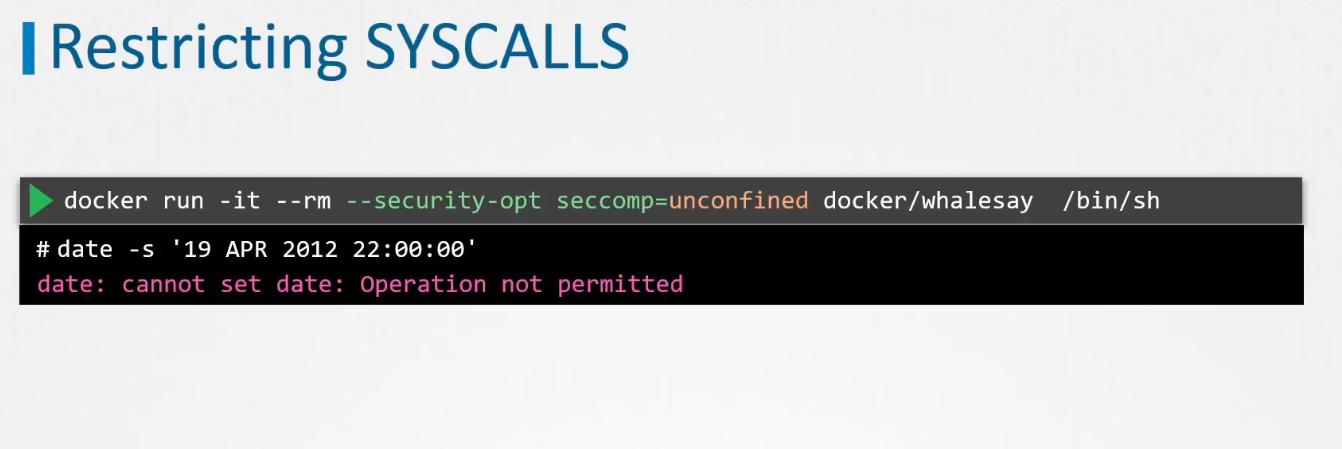 Restricting SYSCALLS
docker run -it --rm --security-opt seccomp=unconfined docker/whalesay /bin/sh
# date -s '19 APR 2012 22:00:00'
date: cannot set date: Operation not permitted